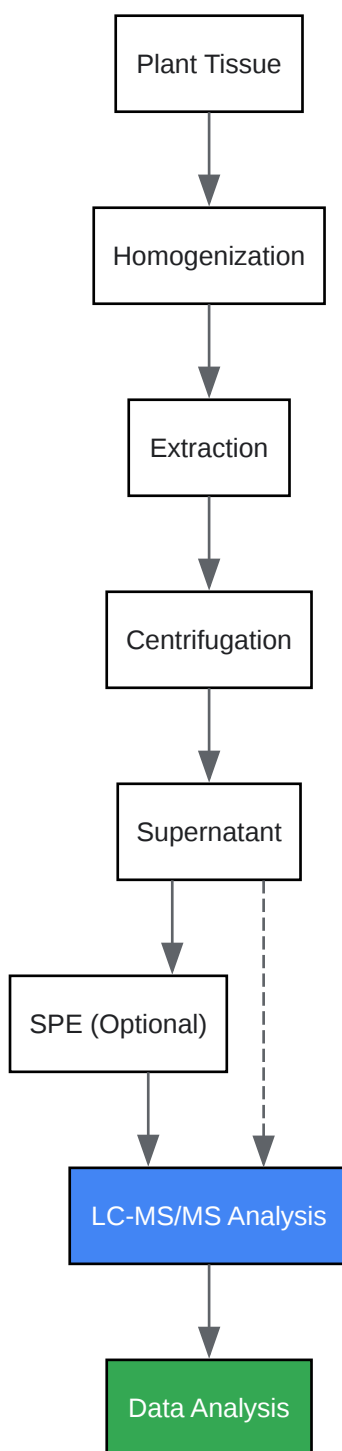 Plant Tissue
Homogenization
Extraction
Centrifugation
Supernatant
SPE (Optional)
LC-MS/MS Analysis
Data Analysis